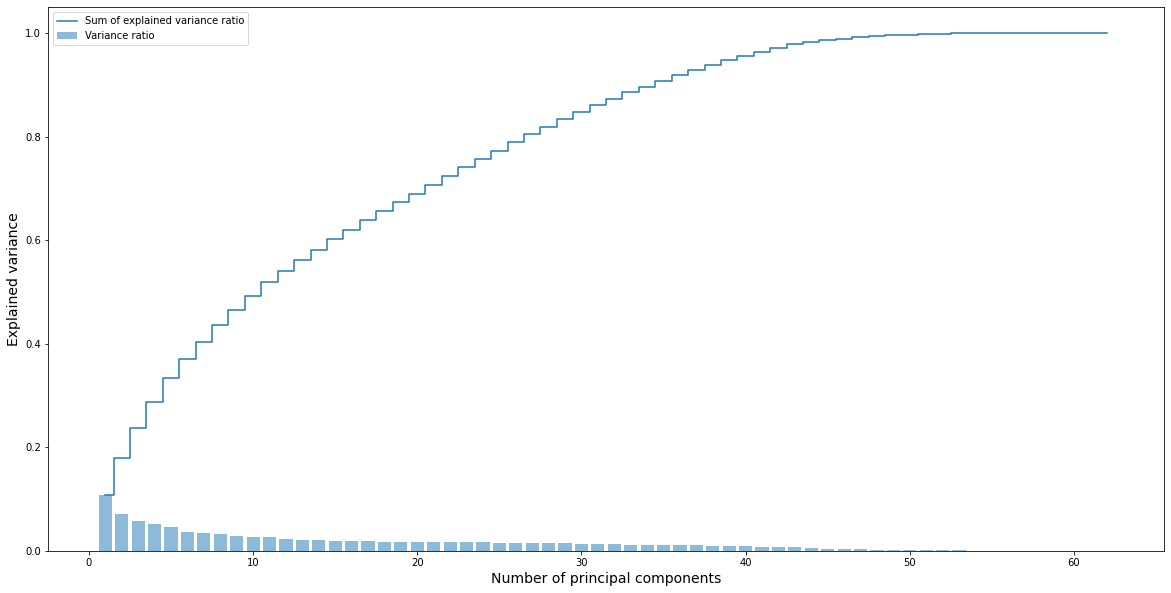 Sum of explained variance ratio
Variance ratio
Explained variance
1.0
0.8
0.6
0.4
0.2
0.0
0 10 20 30 40 50 60
Number of principal components